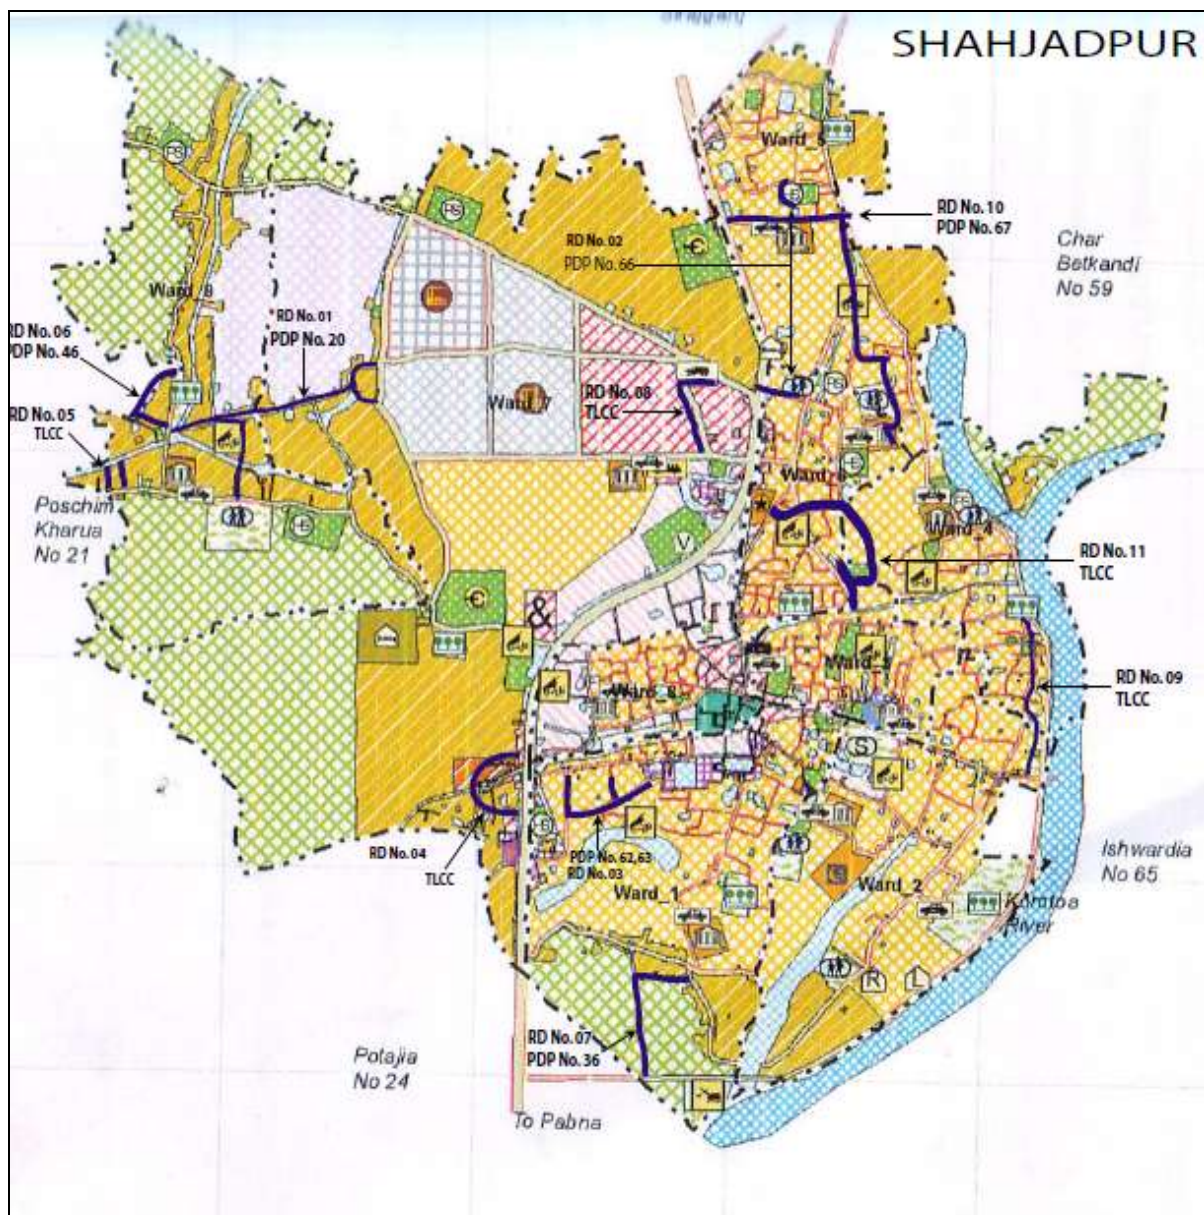 SHAHJADPUR
Ward_5
RD No. 10
PDP No. 67
RD No. 02
PDP No. 66
Char
Betkandi
No 59
PS
RS
Ward_9
RD No. 01
PDP No. 20
RD No. 06
PDP No. 46
RD No. 05
TLCC
Ward_7
RD No. 08
TLCC
Ward_6
Poschim
Kharua
No 21
V
Ward_4
RD No. 11
TLCC
&
Ward_3
Ward_8
RD No. 09
TLCC
S
RD No. 04
TLCC
PDP No. 62,63
RD No. 03
Ward_1
Ward_2
Ishwardia
No 65
Koratoa
River
R
L
RD No. 07
PDP No. 36
Potajia
No 24
To Pabna